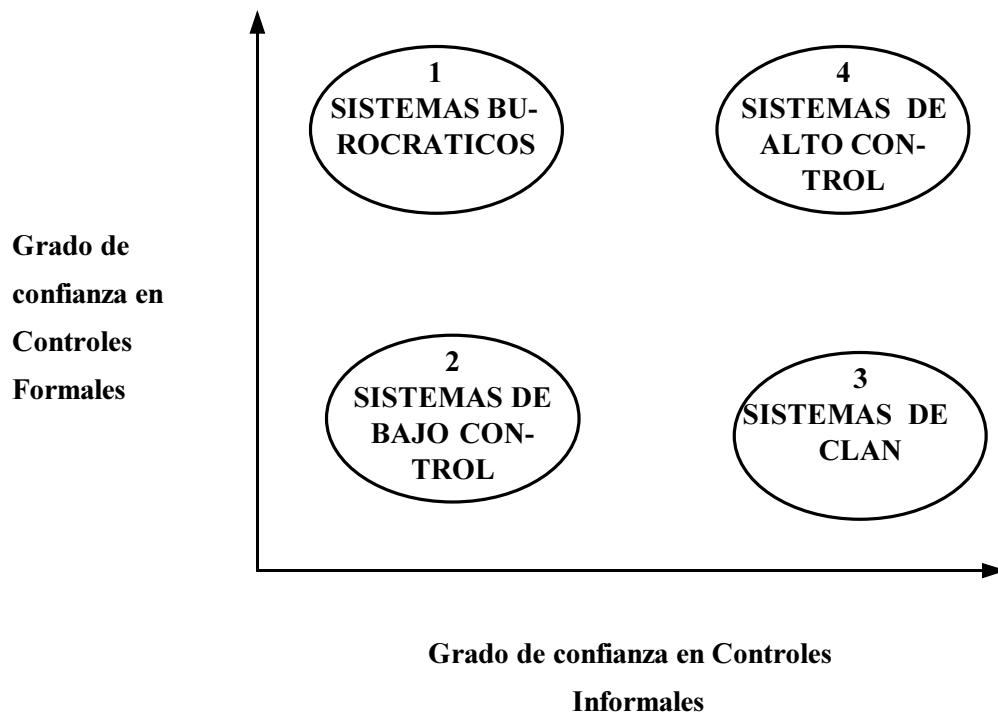 1
SISTEMAS BU-
ROCRATICOS
4
SISTEMAS DE
ALTO CON-
TROL
Grado de
confianza en
Controles
Formales
2
SISTEMAS DE
BAJO CON-
TROL
3
SISTEMAS DE
CLAN
Grado de confianza en Controles
Informales